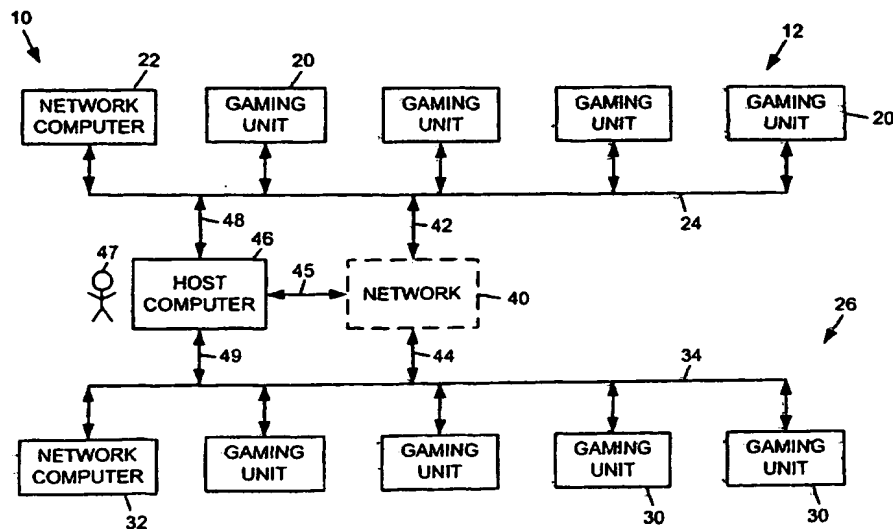 10
12
22
20
NETWORK COMPUTER
GAMING UNIT
GAMING UNIT
GAMING UNIT
GAMING UNIT
20
24
48
42
47
46
45
HOST COMPUTER
NETWORK
40
26
49
44
34
NETWORK COMPUTER
GAMING UNIT
GAMING UNIT
GAMING UNIT
GAMING UNIT
32
30
30